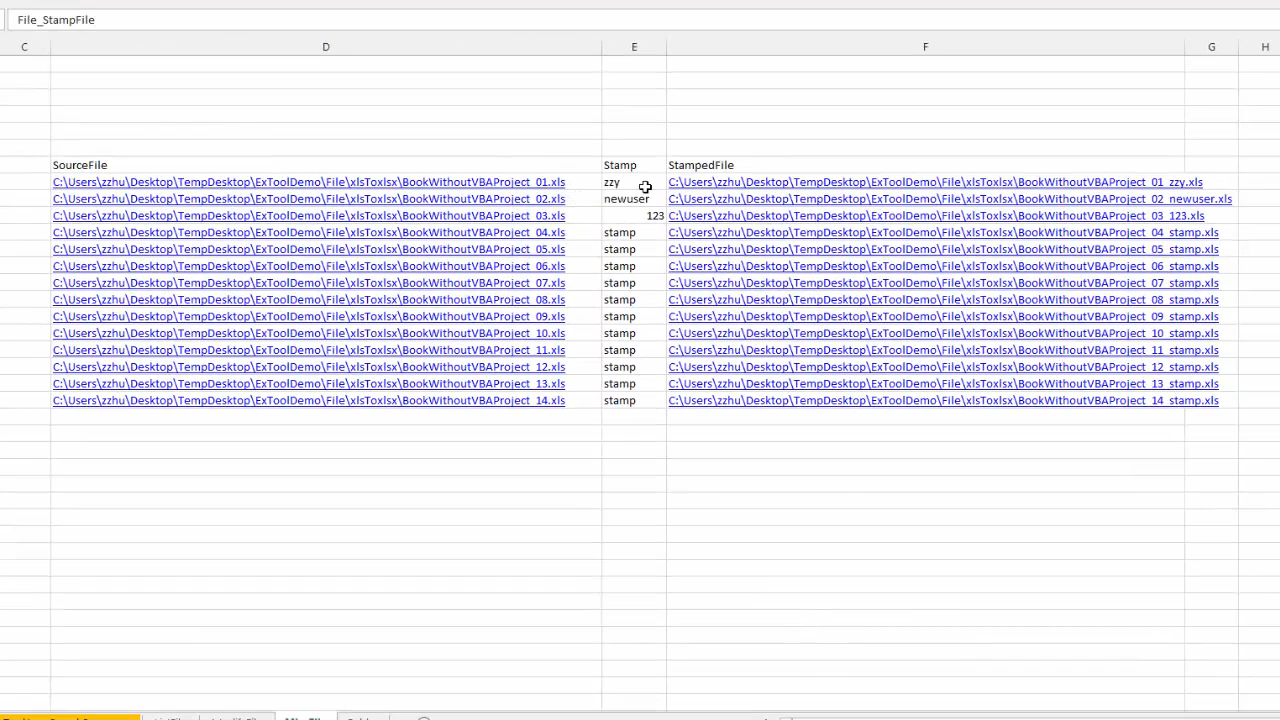 File_StampFile
C D E F G H
SourceFile Stamp StampedFile
C:\Users\zzhu\Desktop\TempDesktop\ExToolDemo\File\xlsToxlsx\BookWithoutVBAProject_01.xls zzy C:\Users\zzhu\Desktop\TempDesktop\ExToolDemo\File\xlsToxlsx\BookWithoutVBAProject_01_zzy.xls
C:\Users\zzhu\Desktop\TempDesktop\ExToolDemo\File\xlsToxlsx\BookWithoutVBAProject_02.xls newuser C:\Users\zzhu\Desktop\TempDesktop\ExToolDemo\File\xlsToxlsx\BookWithoutVBAProject_02_newuser.xls
C:\Users\zzhu\Desktop\TempDesktop\ExToolDemo\File\xlsToxlsx\BookWithoutVBAProject_03.xls 123 C:\Users\zzhu\Desktop\TempDesktop\ExToolDemo\File\xlsToxlsx\BookWithoutVBAProject_03_123.xls
C:\Users\zzhu\Desktop\TempDesktop\ExToolDemo\File\xlsToxlsx\BookWithoutVBAProject_04.xls stamp C:\Users\zzhu\Desktop\TempDesktop\ExToolDemo\File\xlsToxlsx\BookWithoutVBAProject_04_stamp.xls
C:\Users\zzhu\Desktop\TempDesktop\ExToolDemo\File\xlsToxlsx\BookWithoutVBAProject_05.xls stamp C:\Users\zzhu\Desktop\TempDesktop\ExToolDemo\File\xlsToxlsx\BookWithoutVBAProject_05_stamp.xls
C:\Users\zzhu\Desktop\TempDesktop\ExToolDemo\File\xlsToxlsx\BookWithoutVBAProject_06.xls stamp C:\Users\zzhu\Desktop\TempDesktop\ExToolDemo\File\xlsToxlsx\BookWithoutVBAProject_06_stamp.xls
C:\Users\zzhu\Desktop\TempDesktop\ExToolDemo\File\xlsToxlsx\BookWithoutVBAProject_07.xls stamp C:\Users\zzhu\Desktop\TempDesktop\ExToolDemo\File\xlsToxlsx\BookWithoutVBAProject_07_stamp.xls
C:\Users\zzhu\Desktop\TempDesktop\ExToolDemo\File\xlsToxlsx\BookWithoutVBAProject_08.xls stamp C:\Users\zzhu\Desktop\TempDesktop\ExToolDemo\File\xlsToxlsx\BookWithoutVBAProject_08_stamp.xls
C:\Users\zzhu\Desktop\TempDesktop\ExToolDemo\File\xlsToxlsx\BookWithoutVBAProject_09.xls stamp C:\Users\zzhu\Desktop\TempDesktop\ExToolDemo\File\xlsToxlsx\BookWithoutVBAProject_09_stamp.xls
C:\Users\zzhu\Desktop\TempDesktop\ExToolDemo\File\xlsToxlsx\BookWithoutVBAProject_10.xls stamp C:\Users\zzhu\Desktop\TempDesktop\ExToolDemo\File\xlsToxlsx\BookWithoutVBAProject_10_stamp.xls
C:\Users\zzhu\Desktop\TempDesktop\ExToolDemo\File\xlsToxlsx\BookWithoutVBAProject_11.xls stamp C:\Users\zzhu\Desktop\TempDesktop\ExToolDemo\File\xlsToxlsx\BookWithoutVBAProject_11_stamp.xls
C:\Users\zzhu\Desktop\TempDesktop\ExToolDemo\File\xlsToxlsx\BookWithoutVBAProject_12.xls stamp C:\Users\zzhu\Desktop\TempDesktop\ExToolDemo\File\xlsToxlsx\BookWithoutVBAProject_12_stamp.xls
C:\Users\zzhu\Desktop\TempDesktop\ExToolDemo\File\xlsToxlsx\BookWithoutVBAProject_13.xls stamp C:\Users\zzhu\Desktop\TempDesktop\ExToolDemo\File\xlsToxlsx\BookWithoutVBAProject_13_stamp.xls
C:\Users\zzhu\Desktop\TempDesktop\ExToolDemo\File\xlsToxlsx\BookWithoutVBAProject_14.xls stamp C:\Users\zzhu\Desktop\TempDesktop\ExToolDemo\File\xlsToxlsx\BookWithoutVBAProject_14_stamp.xls